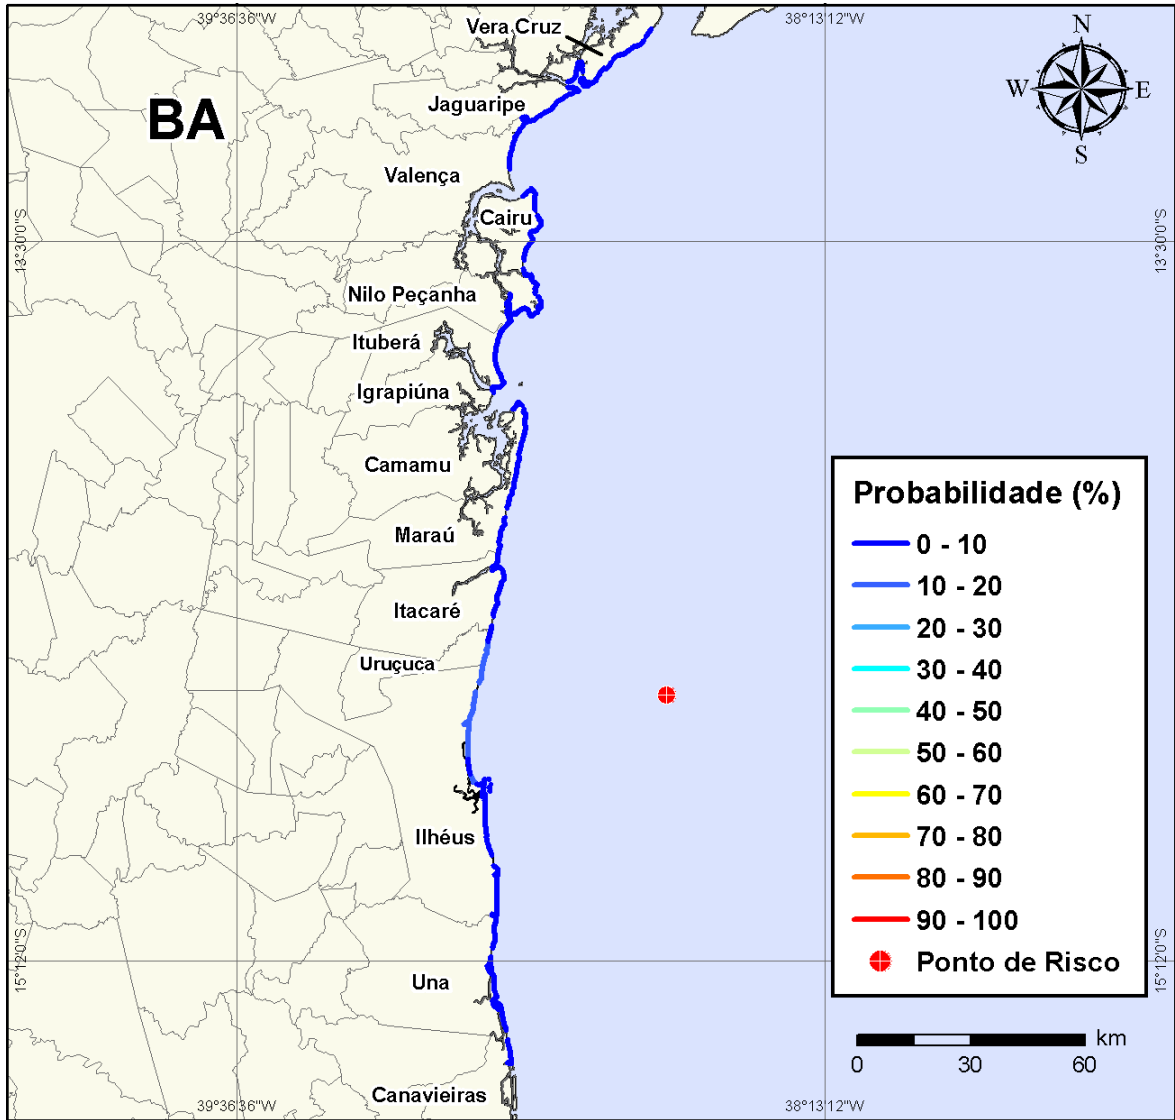 39°36'36"W
38°13'12"W
Vera Cruz
N
W
E
S
BA
Jaguaripe
Valença
Cairu
13°30'0"S
13°30'0"S
Nilo Peçanha
Ituberá
Igrapiúna
Camamu
Maraú
Itacaré
Uruçuca
Ilhéus
Una
Canavieiras
Probabilidade (%)
0 - 10
10 - 20
20 - 30
30 - 40
40 - 50
50 - 60
60 - 70
70 - 80
80 - 90
90 - 100
Ponto de Risco
15°12'0"S
15°12'0"S
km
0
30
60
39°36'36"W
38°13'12"W